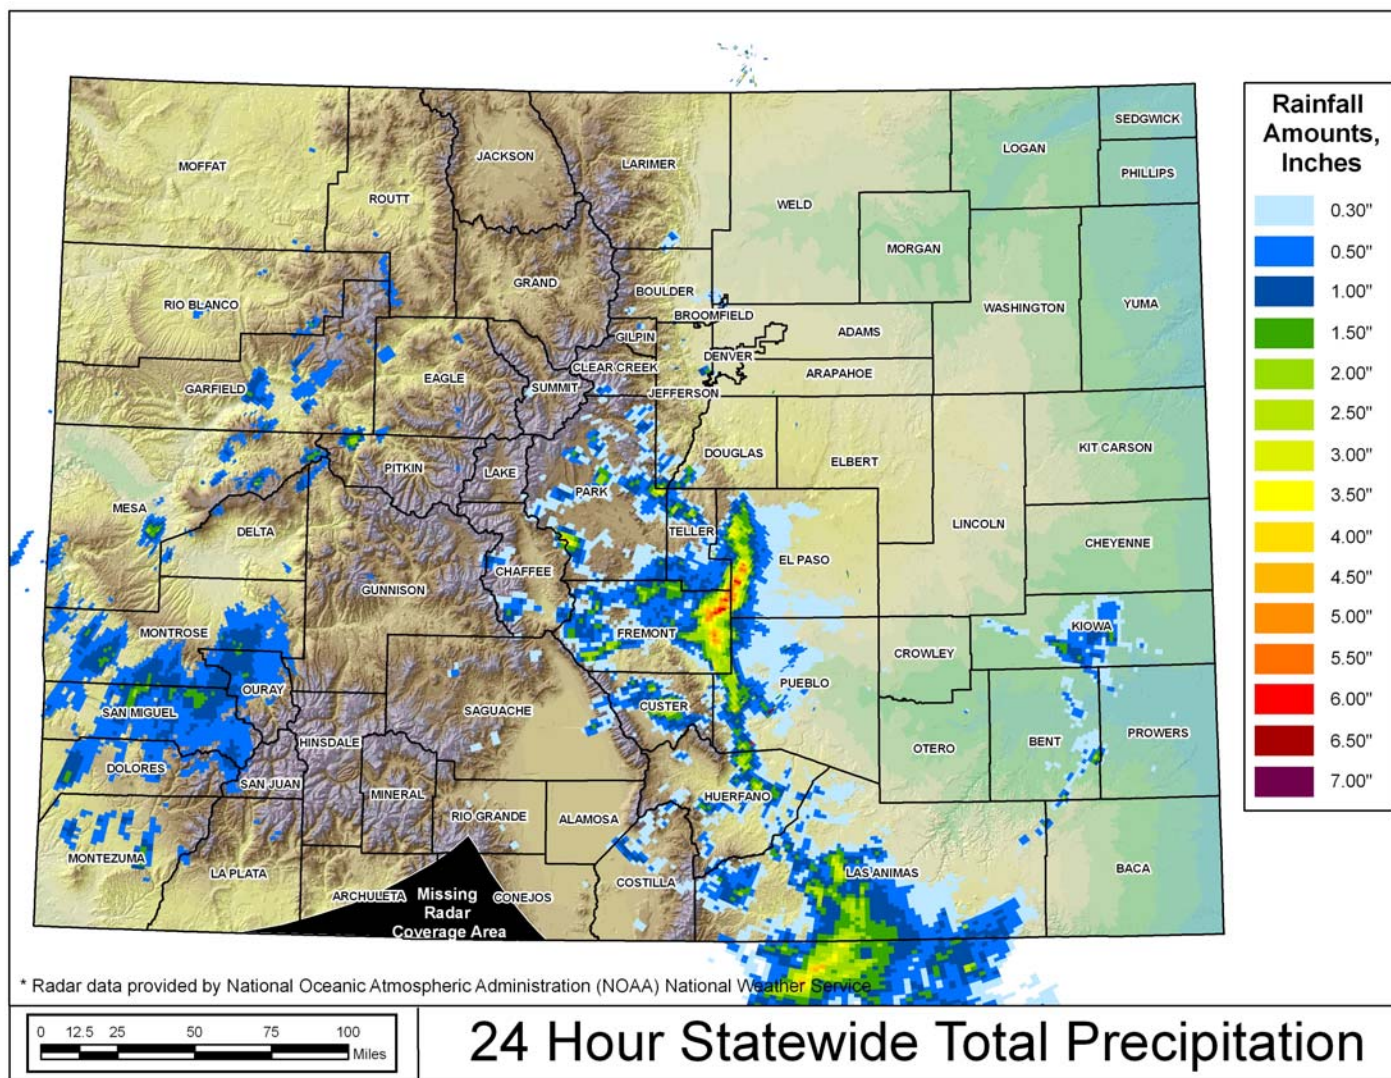 Rainfall
Amounts,
Inches
0.30"
0.50"
1.00"
1.50"
2.00"
2.50"
3.00"
3.50"
4.00"
4.50"
5.00"
5.50"
6.00"
6.50"
7.00"
SEDGWICK
LOGAN
JACKSON
LARIMER
MOFFAT
PHILLIPS
ROUTT
WELD
MORGAN
GRAND
BOULDER
RIO BLANCO
WASHINGTON
YUMA
BROOMFIELD
ADAMS
GILPIN
DENVER
CLEAR CREEK
ARAPAHOE
EAGLE
GARFIELD
SUMMIT
JEFFERSON
KIT CARSON
DOUGLAS
ELBERT
PITKIN
LAKE
PARK
MESA
LINCOLN
DELTA
TELLER
CHEYENNE
EL PASO
CHAFFEE
GUNNISON
KIOWA
MONTROSE
FREMONT
CROWLEY
PUEBLO
OURAY
CUSTER
SAN MIGUEL
SAGUACHE
PROWERS
HINSDALE
BENT
OTERO
DOLORES
SAN JUAN
MINERAL
HUERFANO
RIO GRANDE
ALAMOSA
MONTEZUMA
LA PLATA
LAS ANIMAS
BACA
COSTILLA
ARCHULETA
CONEJOS
Missing
Radar
Coverage Area
* Radar data provided by National Oceanic Atmospheric Administration (NOAA) National Weather Service
0 12.5 25 50 75 100
Miles
24 Hour Statewide Total Precipitation